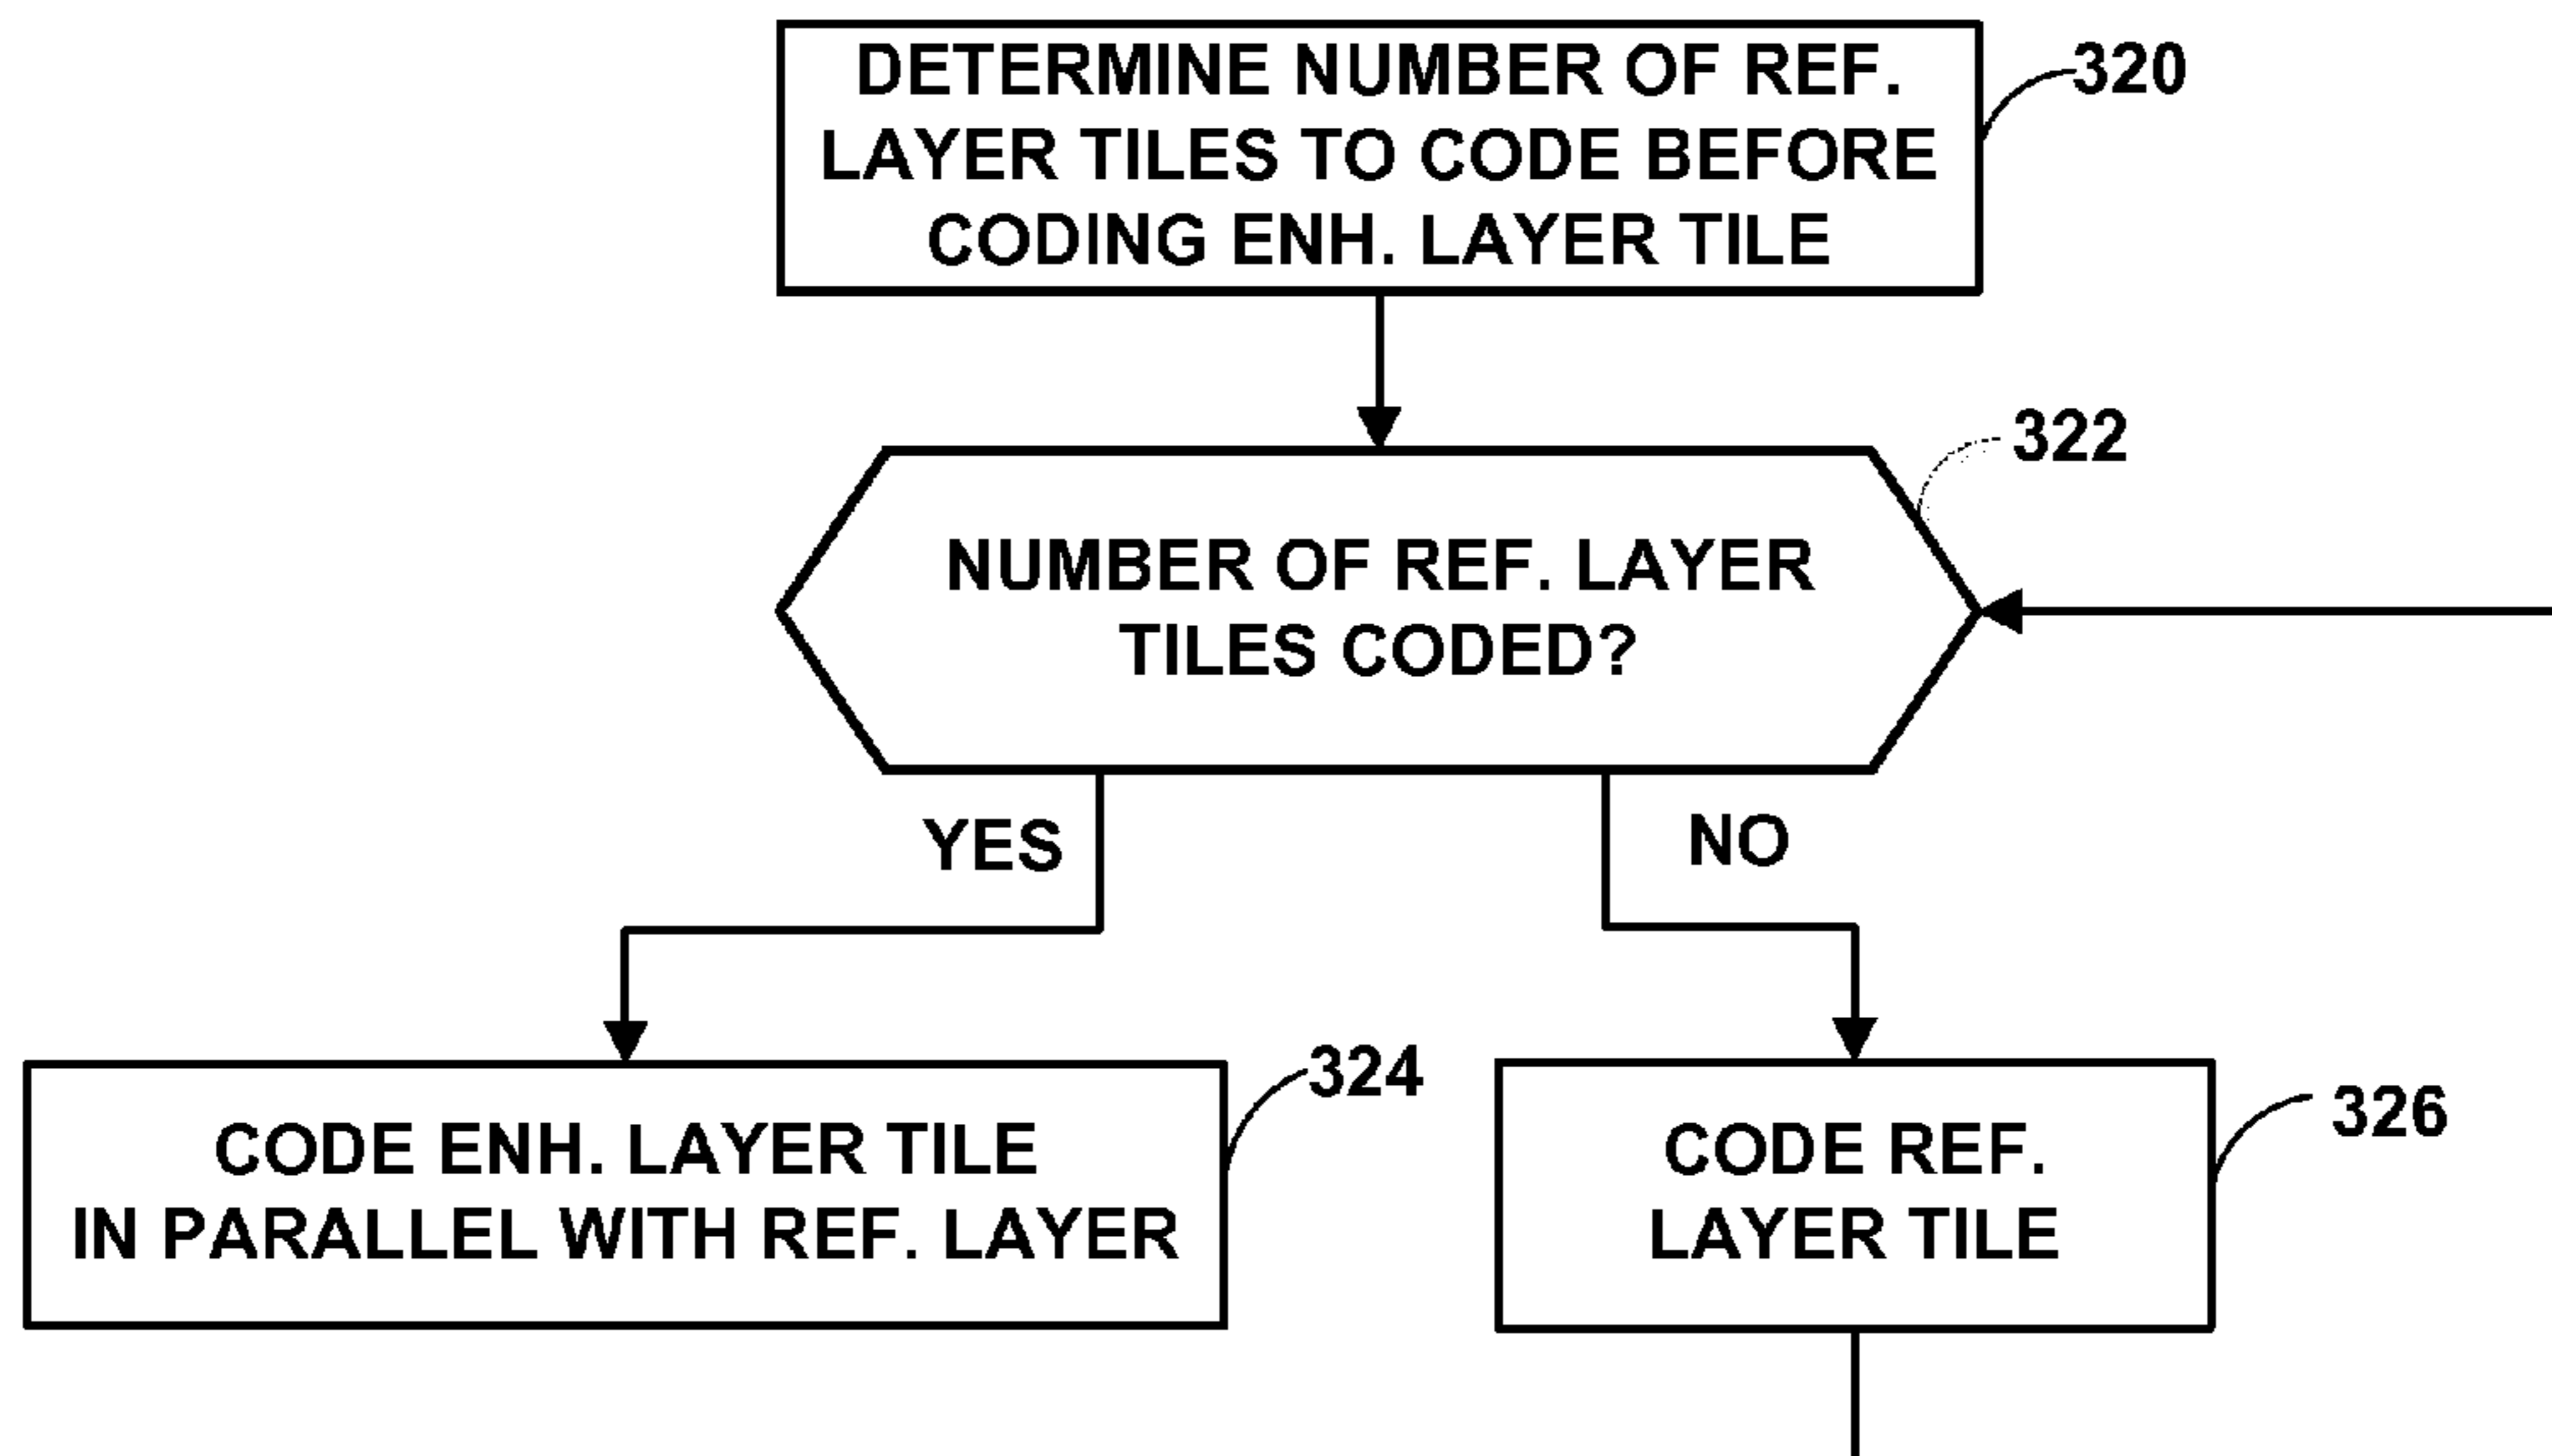 DETERMINE NUMBER OF REF.
LAYER TILES TO CODE BEFORE
CODING ENH. LAYER TILE
320
322
NUMBER OF REF. LAYER
TILES CODED?
YES
NO
324
326
CODE ENH. LAYER TILE
IN PARALLEL WITH REF. LAYER
CODE REF.
LAYER TILE